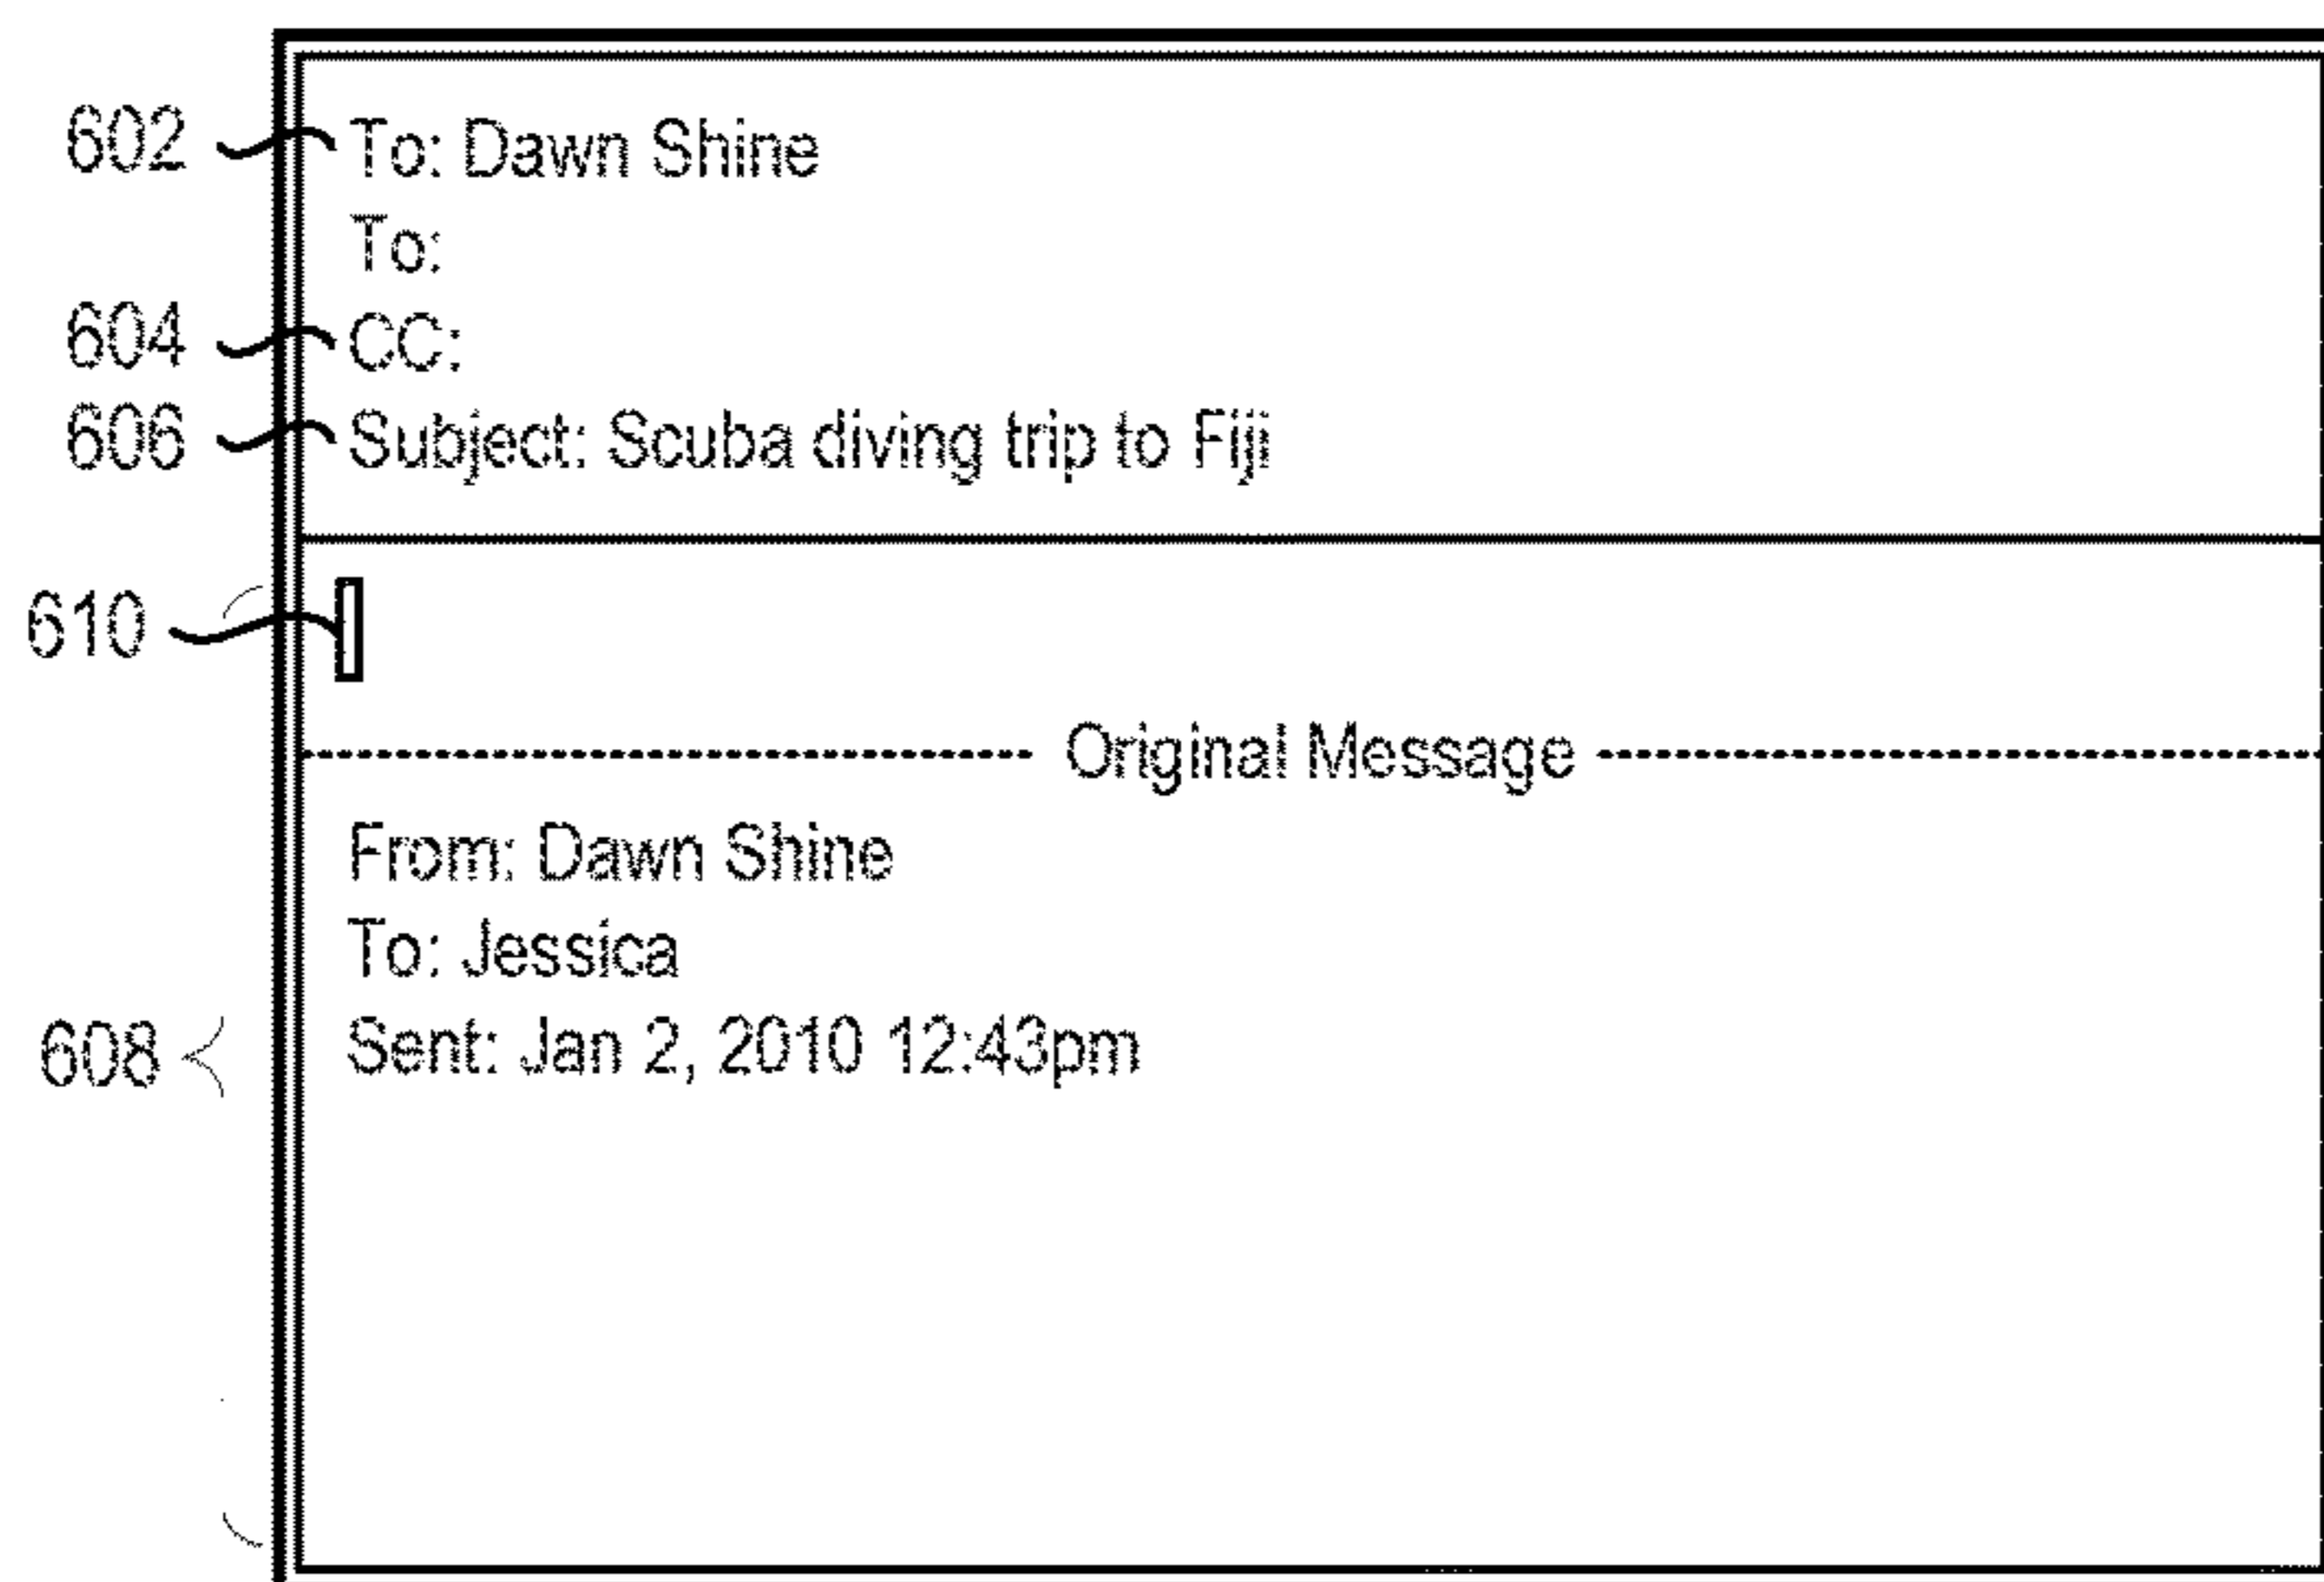 602 To: Dawn Shine
To:
604 CC:
606 Subject: Scuba diving trip to Fiji
610
Original Message
From: Dawn Shine
To: Jessica
608 Sent: Jan 2, 2010 12:43pm